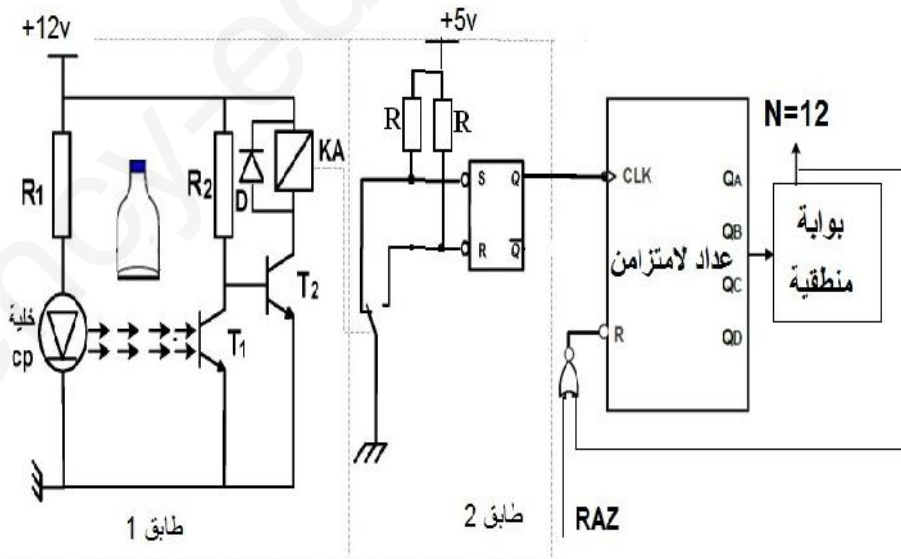 +12v
+5v
R1
R2
D
KA
T1
T2
خلية
cp
R
R
S
Q
R
Q̅
CLK
QA
QB
QC
QD
R
عداد لامتزامن
N=12
بوابة
منطقية
RAZ
طابق 1
طابق 2